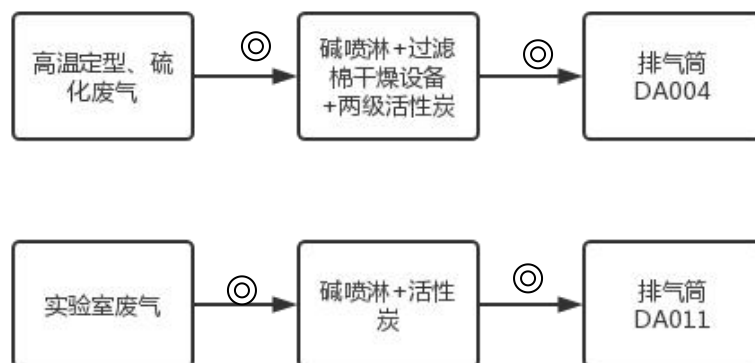 高温定型、硫
化废气
碱喷淋+过滤
棉干燥设备
+两级活性炭
排气筒
DA004
实验室废气
碱喷淋+活性
炭
排气筒
DA011